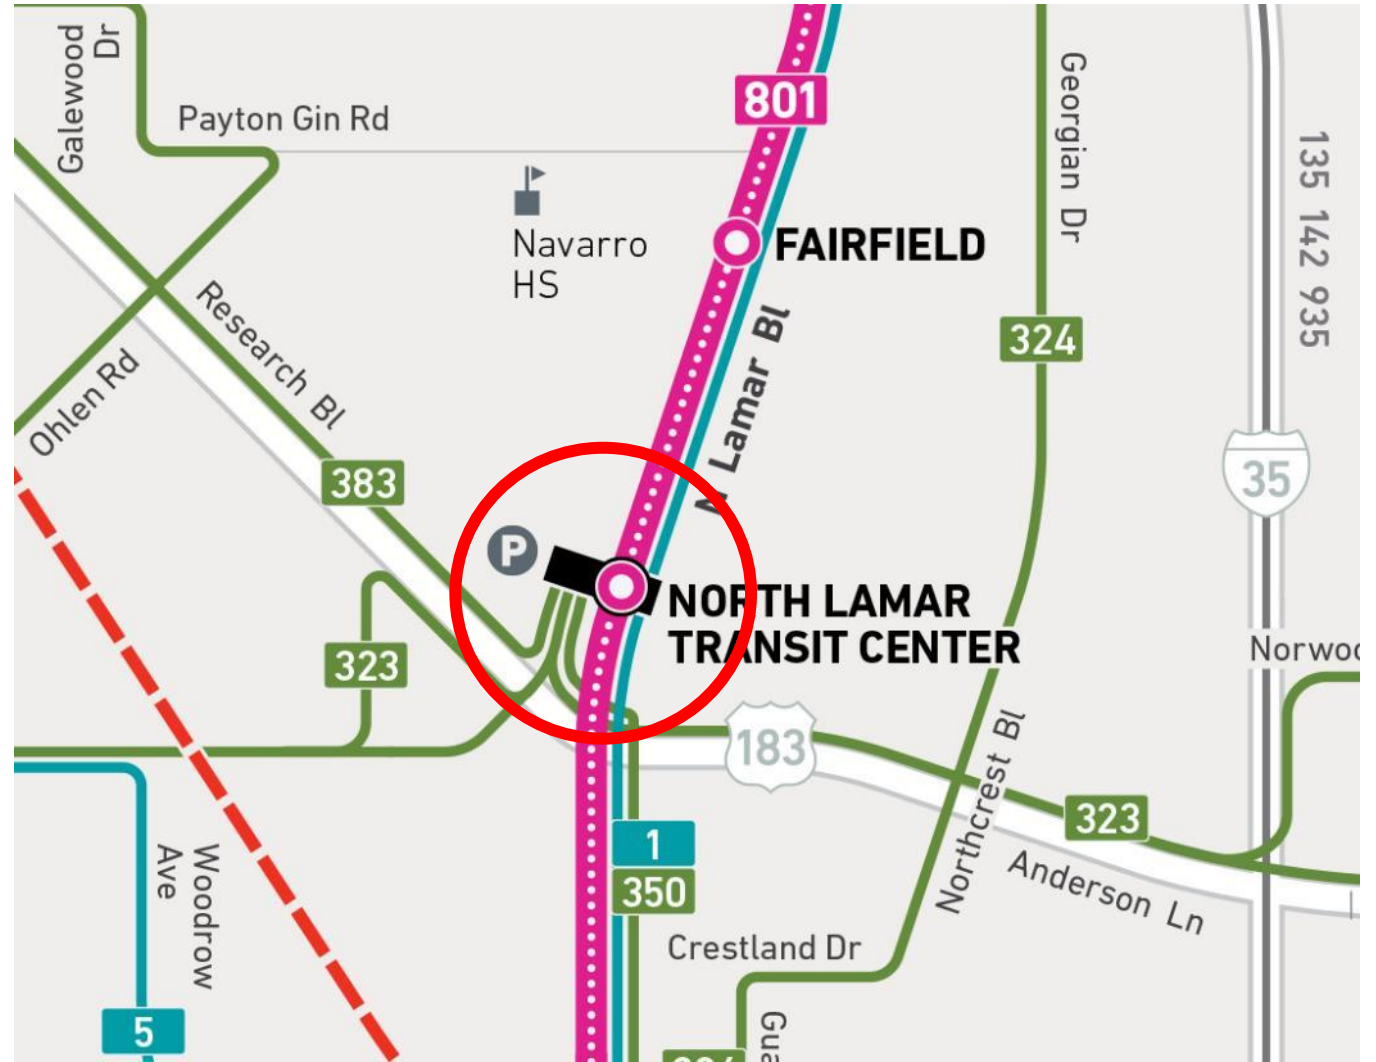 Galewood
Dr
Payton Gin Rd
801
Georgian Dr
135 142 935
Navarro
HS
FAIRFIELD
Research Bl
N Lamar Bl
324
Ohlen Rd
383
35
P
NORTH LAMAR
TRANSIT CENTER
323
Norwoo
183
Northcrest Bl
323
1
350
Anderson Ln
Woodrow
Ave
Crestland Dr
5
Gua